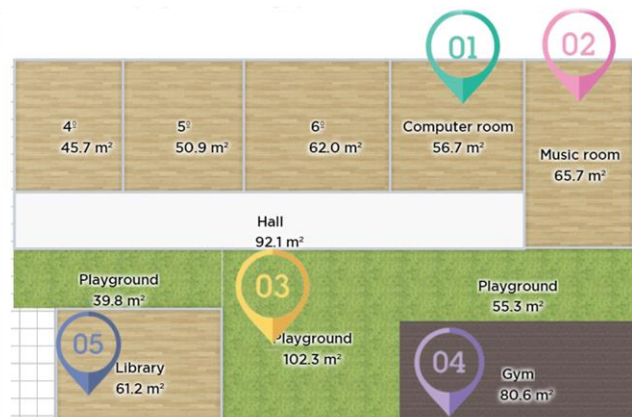 01
02
4º
45.7 m²
5º
50.9 m²
6º
62.0 m²
Computer room
56.7 m²
Music room
65.7 m²
Hall
92.1 m²
Playground
39.8 m²
03
Playground
102.3 m²
Playground
55.3 m²
05
Library
61.2 m²
04
Gym
80.6 m²